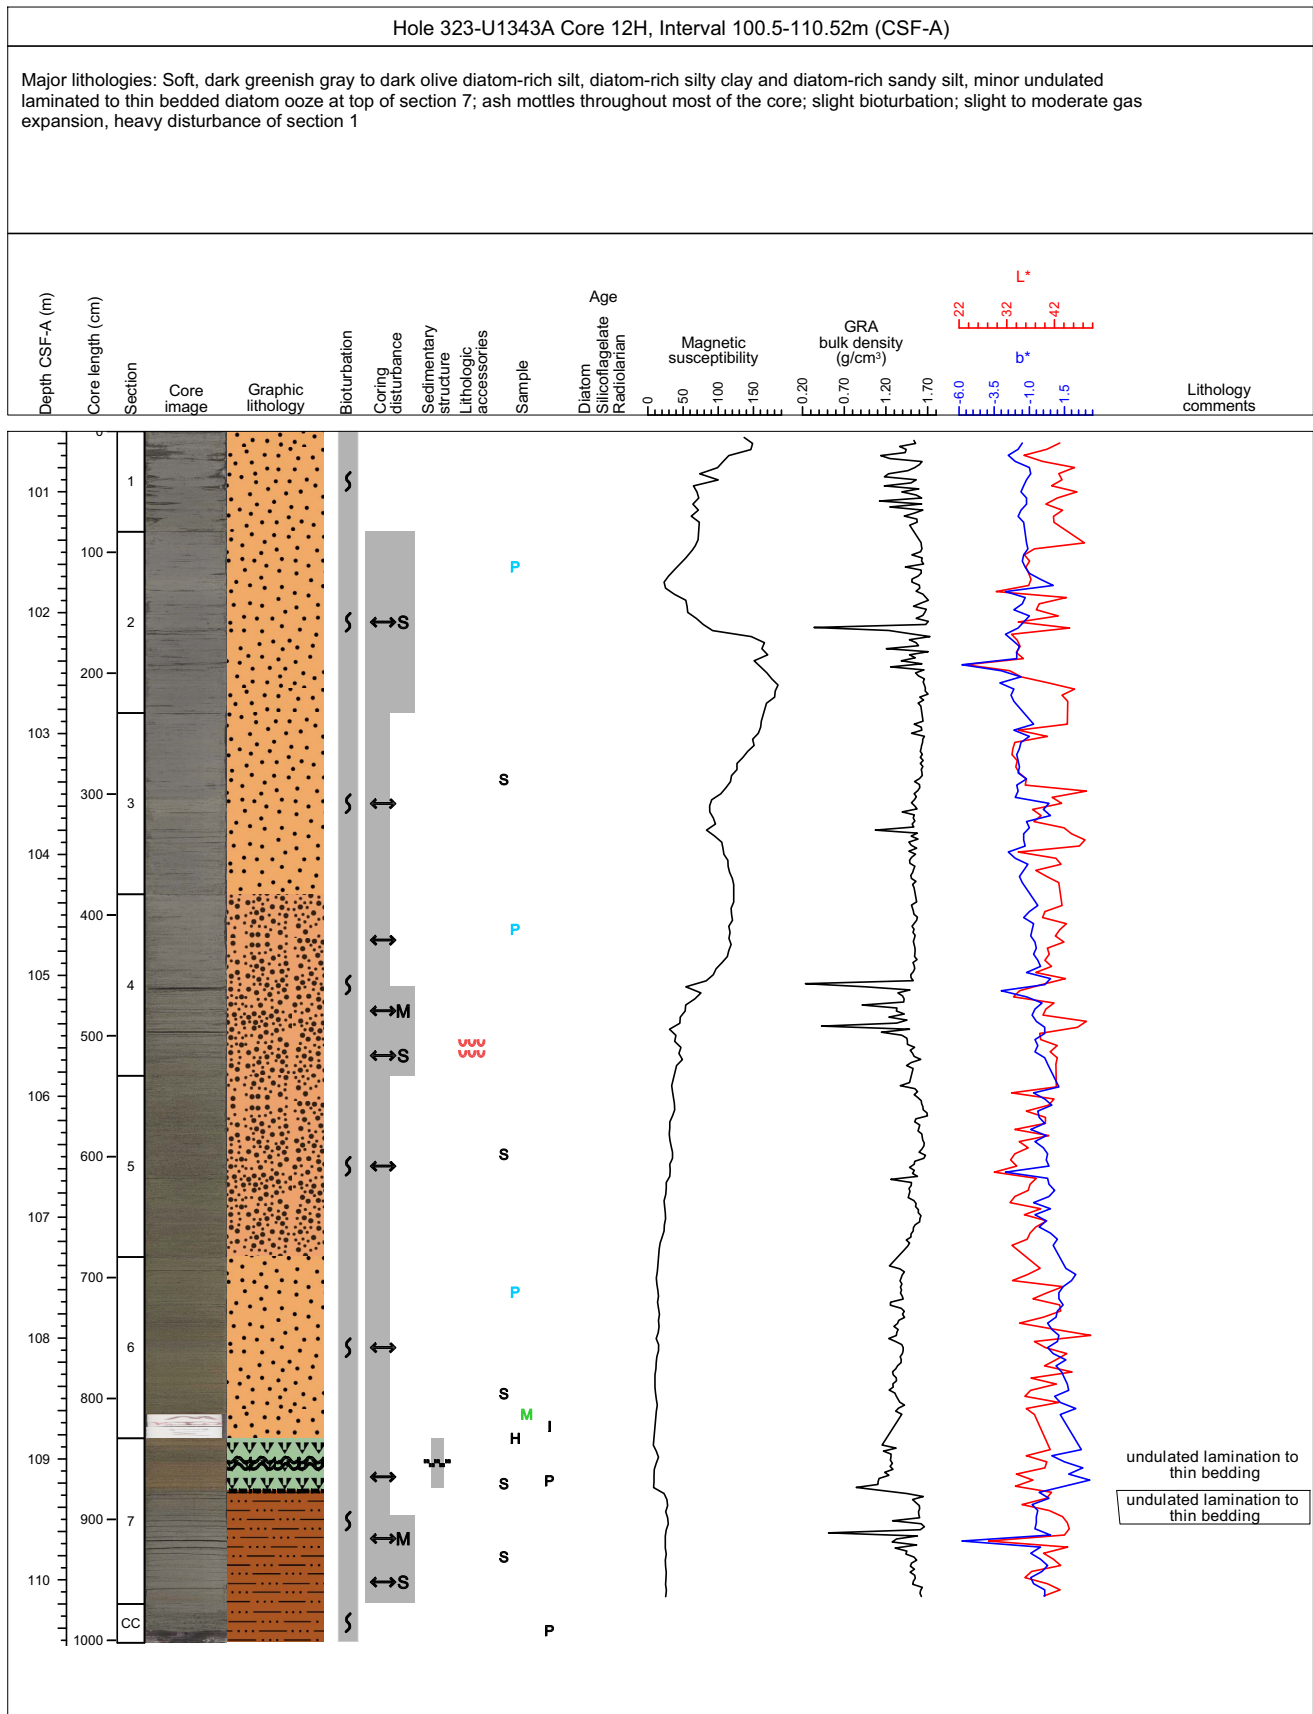 Hole 323-U1343A Core 12H, Interval 100.5-110.52m (CSF-A)
Major lithologies: Soft, dark greenish gray to dark olive diatom-rich silt, diatom-rich silty clay and diatom-rich sandy silt, minor undulated
laminated to thin bedded diatom ooze at top of section 7; ash mottles throughout most of the core; slight bioturbation; slight to moderate gas
expansion, heavy disturbance of section 1
Depth CSF-A (m)
Core length (cm)
Section
Core
image
Graphic
lithology
Bioturbation
Coring
disturbance
Sedimentary
structure
Lithologic
accessories
Sample
Age
Diatom
Silicoflagelate
Radiolarian
Magnetic
susceptibility
0 50 100 150
GRA
bulk density
(g/cm³)
0.20 0.70 1.20 1.70
L*
22 32 42
b*
-6.0 -3.5 -1.0 1.5
Lithology
comments
0
1
101
100
P
102
2
S
200
103
S
300
3
104
400
P
105
4
M
500
S
106
S
600
5
107
700
P
108
6
S
800
M
I
H
109
undulated lamination to
thin bedding
S P
undulated lamination to
thin bedding
900
7
M
S
110
S
CC
P
1000